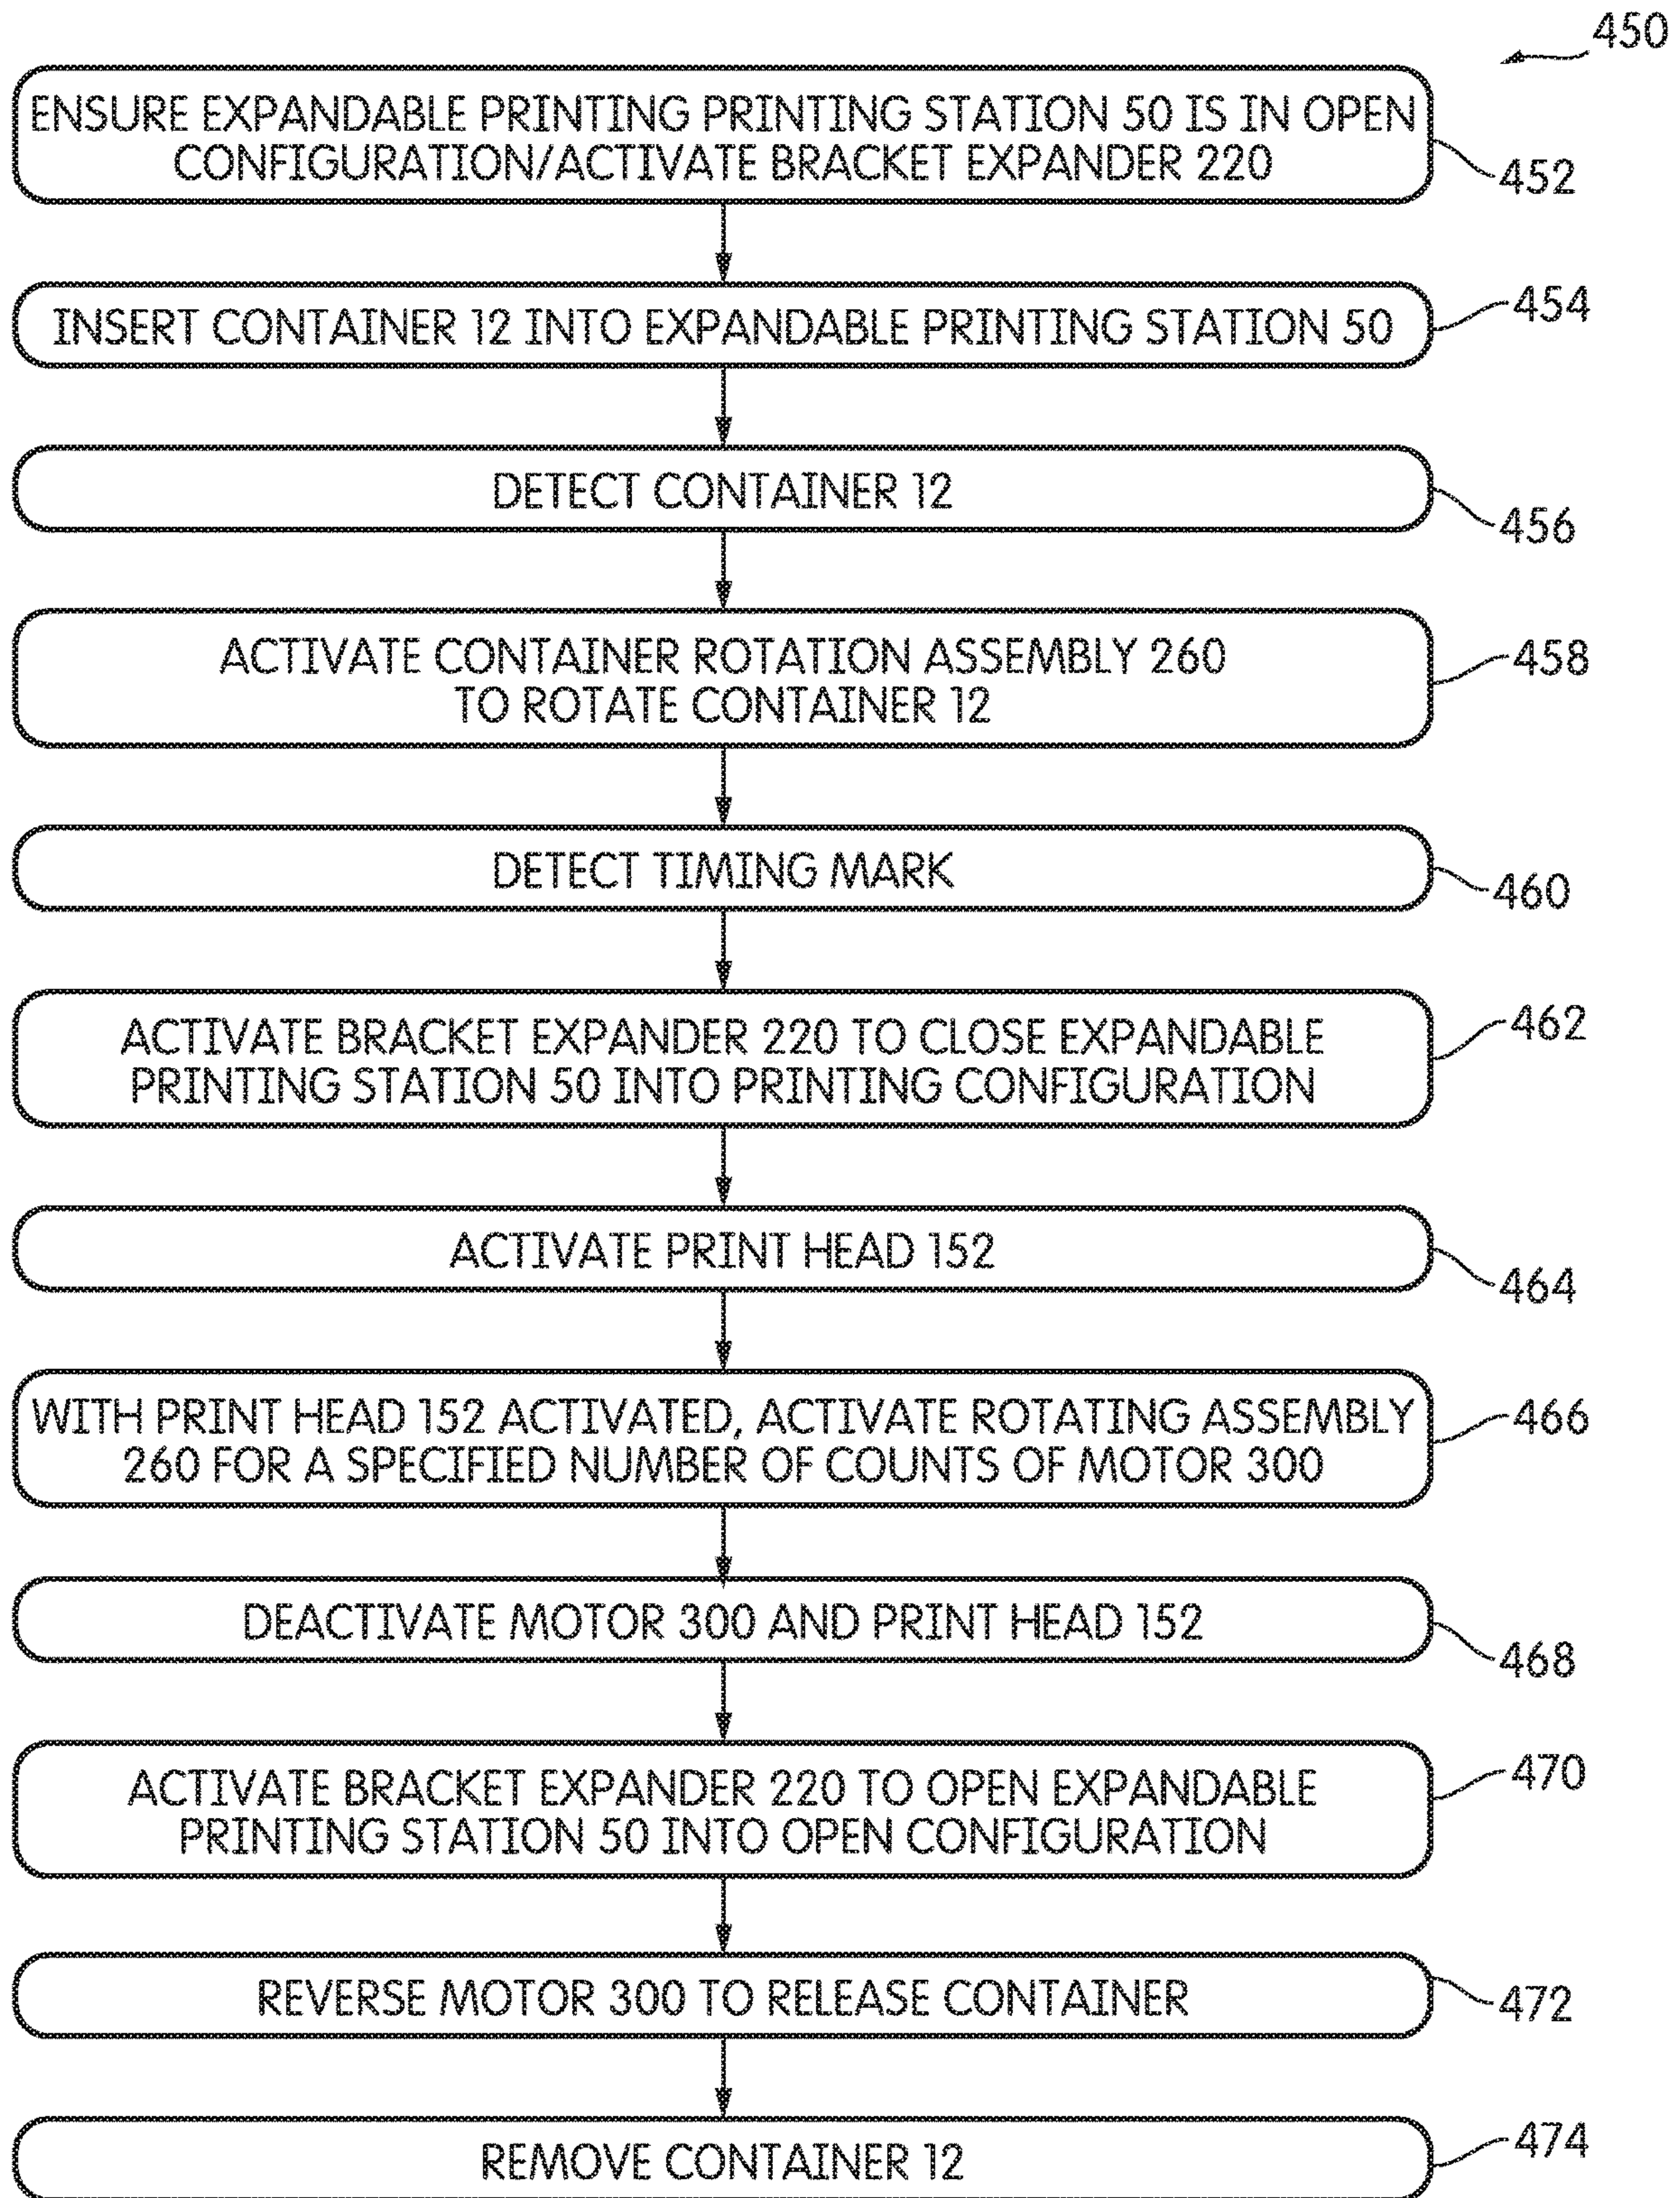 450
ENSURE EXPANDABLE PRINTING PRINTING STATION 50 IS IN OPEN
CONFIGURATION/ACTIVATE BRACKET EXPANDER 220
452
INSERT CONTAINER 12 INTO EXPANDABLE PRINTING STATION 50
454
DETECT CONTAINER 12
456
ACTIVATE CONTAINER ROTATION ASSEMBLY 260
TO ROTATE CONTAINER 12
458
DETECT TIMING MARK
460
ACTIVATE BRACKET EXPANDER 220 TO CLOSE EXPANDABLE
PRINTING STATION 50 INTO PRINTING CONFIGURATION
462
ACTIVATE PRINT HEAD 152
464
WITH PRINT HEAD 152 ACTIVATED, ACTIVATE ROTATING ASSEMBLY
260 FOR A SPECIFIED NUMBER OF COUNTS OF MOTOR 300
466
DEACTIVATE MOTOR 300 AND PRINT HEAD 152
468
ACTIVATE BRACKET EXPANDER 220 TO OPEN EXPANDABLE
PRINTING STATION 50 INTO OPEN CONFIGURATION
470
REVERSE MOTOR 300 TO RELEASE CONTAINER
472
REMOVE CONTAINER 12
474